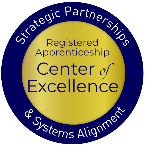 Strategic Partnerships
Registered
Apprenticeship
Center of
Excellence
& Systems Alignment